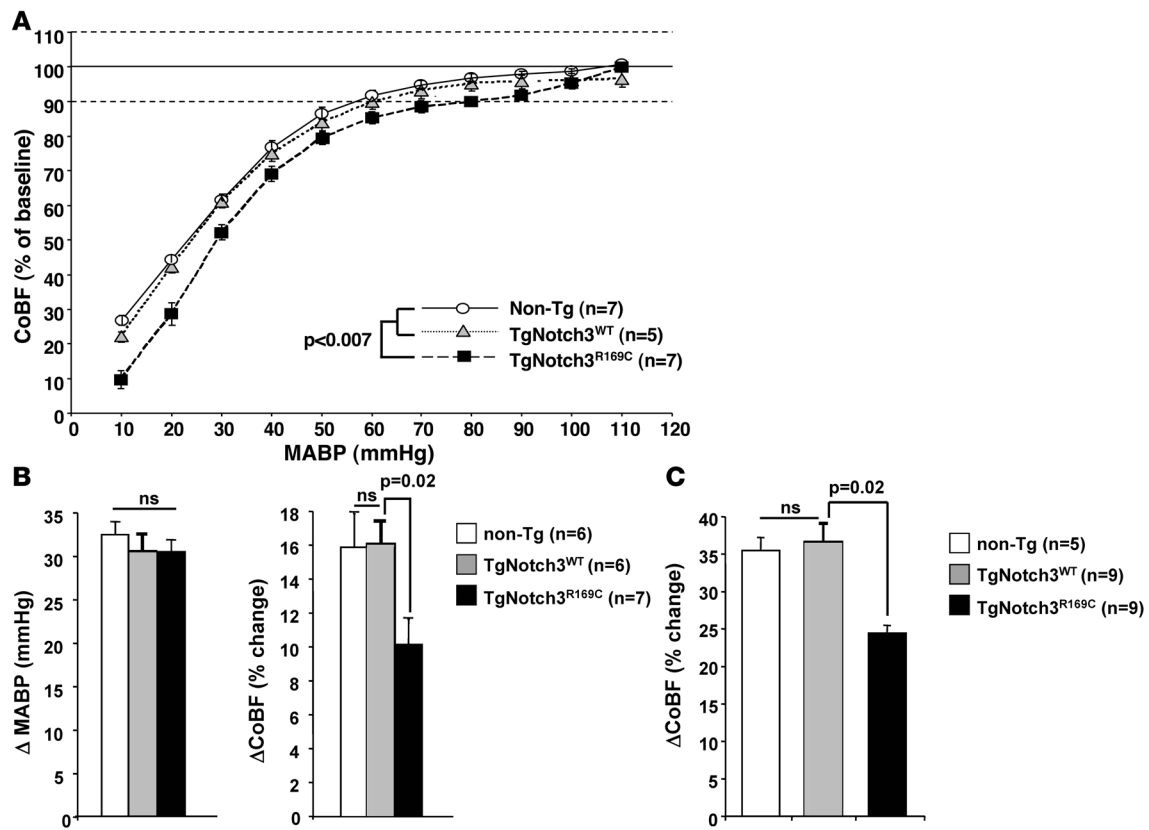 A
110
100
90
80
70
60
50
40
30
20
10
0
CoBF (% of baseline)
0 10 20 30 40 50 60 70 80 90 100 110 120
MABP (mmHg)
p<0.007
Non-Tg (n=7)
TgNotch3WT (n=5)
TgNotch3R169C (n=7)
B
ns
35
30
25
20
15
10
5
0
Δ MABP (mmHg)
p=0.02
ns
18
16
14
12
10
8
6
4
2
0
ΔCoBF (% change)
non-Tg (n=6)
TgNotch3WT (n=6)
TgNotch3R169C (n=7)
C
p=0.02
ns
40
35
30
25
20
15
10
5
0
ΔCoBF (% change)
non-Tg (n=5)
TgNotch3WT (n=9)
TgNotch3R169C (n=9)